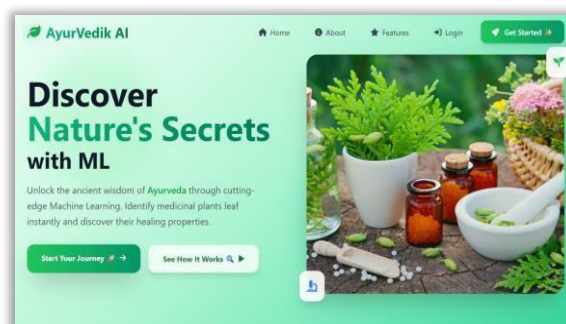 AyurVedik AI
Home About Features Login Get Started
Discover
Nature's Secrets
with ML
Unlock the ancient wisdom of Ayurveda through cutting-
edge Machine Learning. Identify medicinal plants leaf
instantly and discover their healing properties.
Start Your Journey → See How It Works